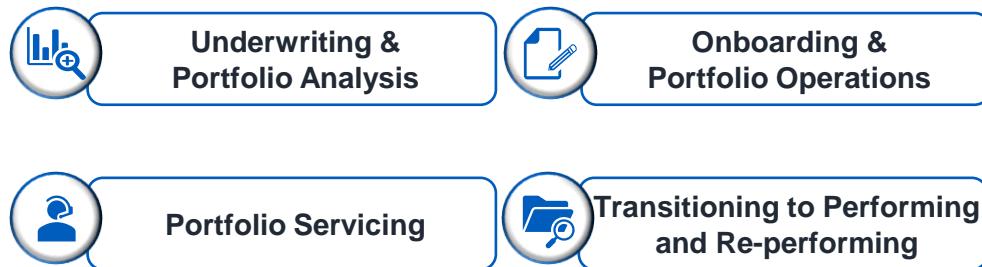 Underwriting &
Portfolio Analysis
Onboarding &
Portfolio Operations
Portfolio Servicing
Transitioning to Performing
and Re-performing